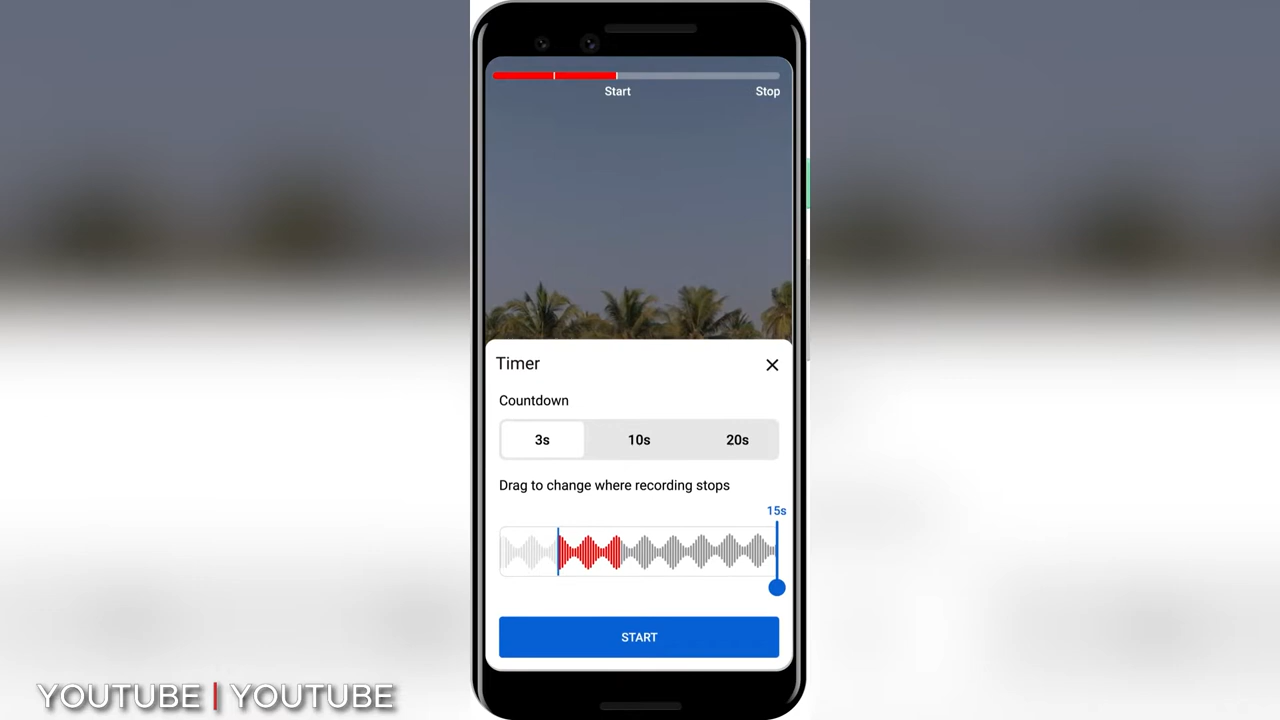 Start Stop
Timer
Countdown
3s 10s 20s
Drag to change where recording stops
15s
START
YOUTUBE | YOUTUBE